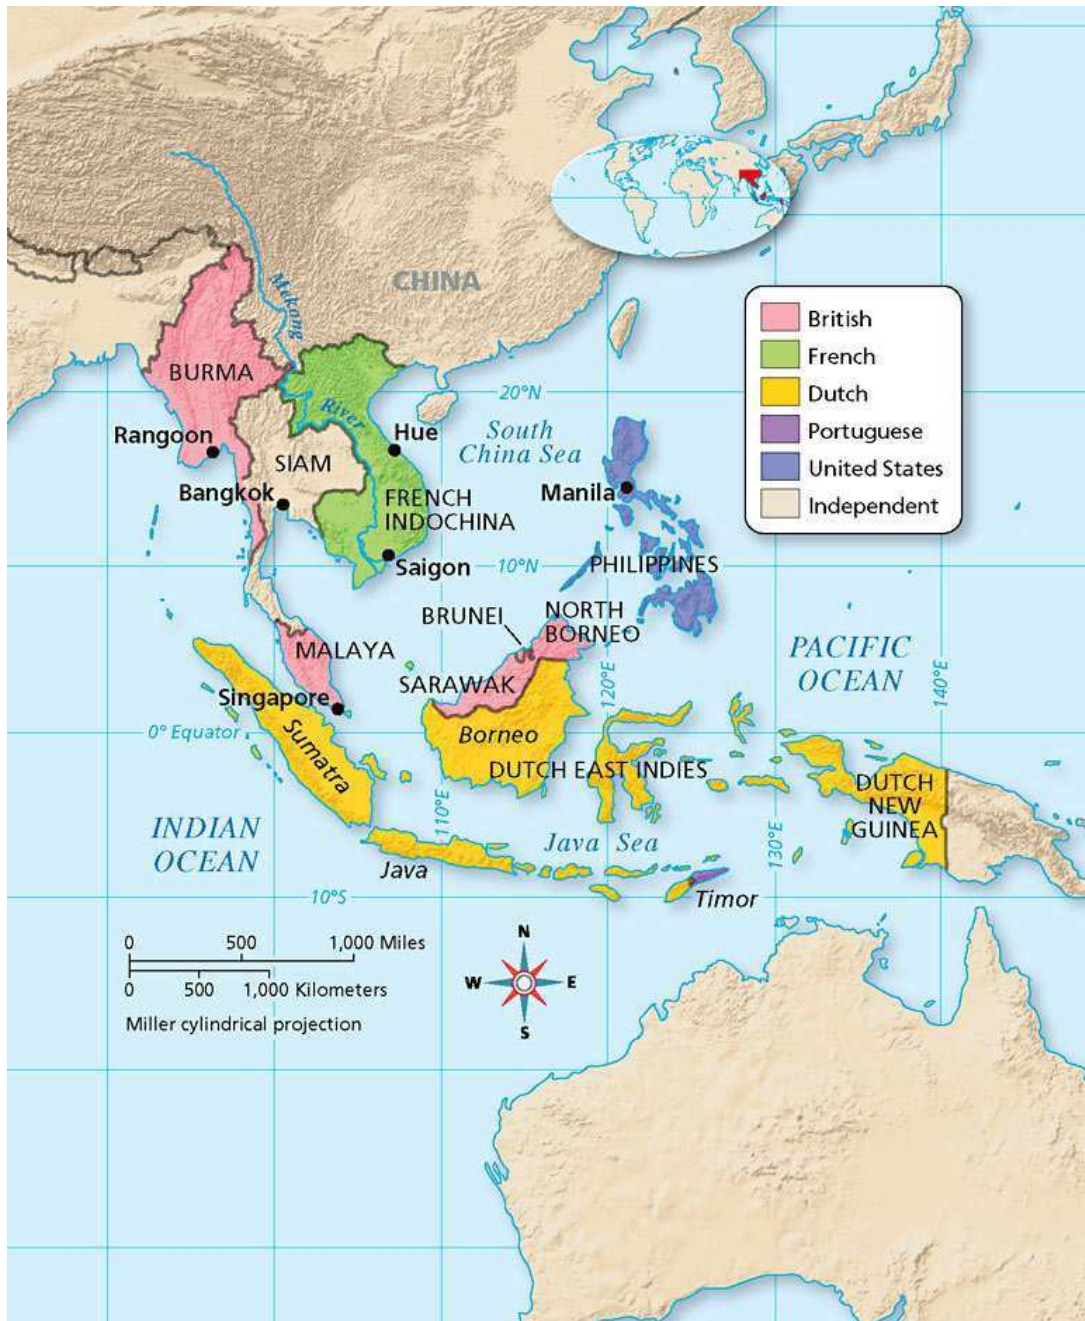 CHINA
Mekang
River
BURMA
Rangoon
SIAM
Bangkok
Hue
FRENCH
INDOCHINA
Saigon
20°N
South
China Sea
Manila
10°N
PHILIPPINES
British
French
Dutch
Portuguese
United States
Independent
BRUNEI
NORTH
BORNEO
MALAYA
SARAWAK
Singapore
120°E
PACIFIC
OCEAN
140°E
0° Equator
Sumatra
Borneo
DUTCH EAST INDIES
DUTCH
NEW
GUINEA
110°E
130°E
INDIAN
OCEAN
Java Sea
Java
Timor
10°S
0 500 1,000 Miles
0 500 1,000 Kilometers
Miller cylindrical projection
N
W E
S